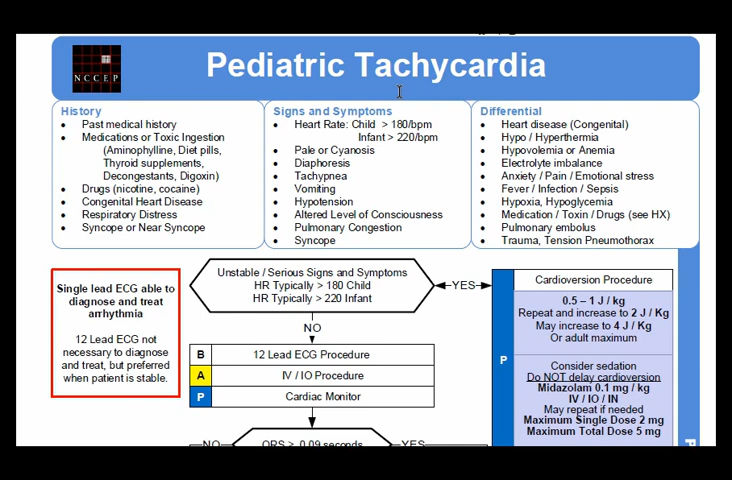 Pediatric Tachycardia
NCCEP
History
• Past medical history
• Medications or Toxic Ingestion
(Aminophylline, Diet pills,
Thyroid supplements,
Decongestants, Digoxin)
• Drugs (nicotine, cocaine)
• Congenital Heart Disease
• Respiratory Distress
• Syncope or Near Syncope
Signs and Symptoms
• Heart Rate: Child > 180/bpm
Infant > 220/bpm
• Pale or Cyanosis
• Diaphoresis
• Tachypnea
• Vomiting
• Hypotension
• Altered Level of Consciousness
• Pulmonary Congestion
• Syncope
Differential
• Heart disease (Congenital)
• Hypo / Hyperthermia
• Hypovolemia or Anemia
• Electrolyte imbalance
• Anxiety / Pain / Emotional stress
• Fever / Infection / Sepsis
• Hypoxia, Hypoglycemia
• Medication / Toxin / Drugs (see HX)
• Pulmonary embolus
• Trauma, Tension Pneumothorax
Single lead ECG able to
diagnose and treat
arrhythmia
12 Lead ECG not
necessary to diagnose
and treat, but preferred
when patient is stable.
Unstable / Serious Signs and Symptoms
HR Typically > 180 Child
HR Typically > 220 Infant
YES
NO
B 12 Lead ECG Procedure
A IV / IO Procedure
P Cardiac Monitor
NO
QRS ≥ 0.09 seconds
YES
P
Cardioversion Procedure
0.5 – 1 J / kg
Repeat and increase to 2 J / Kg
May increase to 4 J / Kg
Or adult maximum
Consider sedation
Do NOT delay cardioversion
Midazolam 0.1 mg / kg
IV / IO / IN
May repeat if needed
Maximum Single Dose 2 mg
Maximum Total Dose 5 mg